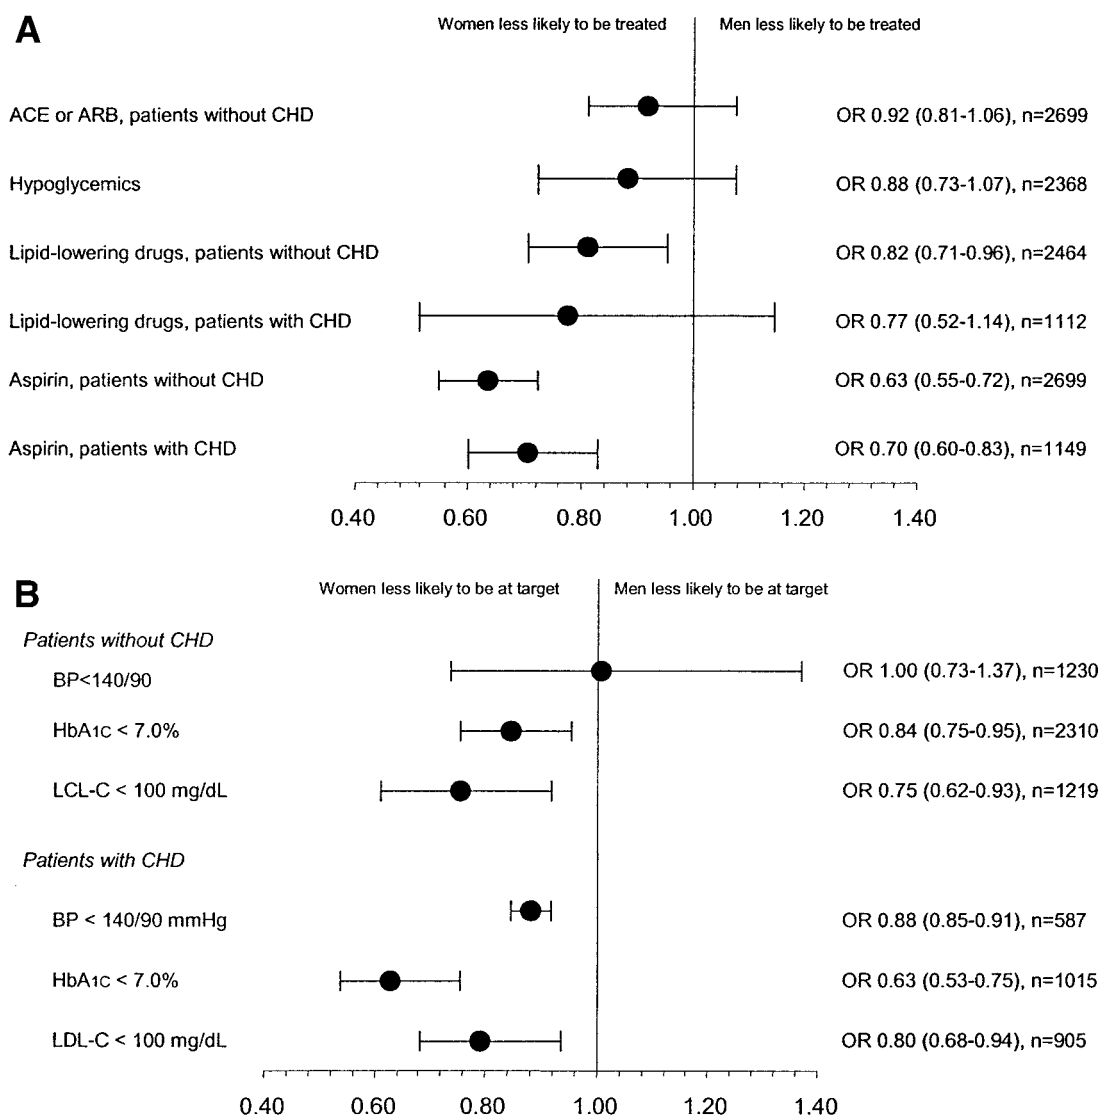 A
Women less likely to be treated Men less likely to be treated
ACE or ARB, patients without CHD OR 0.92 (0.81-1.06), n=2699
Hypoglycemics OR 0.88 (0.73-1.07), n=2368
Lipid-lowering drugs, patients without CHD OR 0.82 (0.71-0.96), n=2464
Lipid-lowering drugs, patients with CHD OR 0.77 (0.52-1.14), n=1112
Aspirin, patients without CHD OR 0.63 (0.55-0.72), n=2699
Aspirin, patients with CHD OR 0.70 (0.60-0.83), n=1149
0.40 0.60 0.80 1.00 1.20 1.40
B
Women less likely to be at target Men less likely to be at target
Patients without CHD
BP<140/90 OR 1.00 (0.73-1.37), n=1230
HbA1C < 7.0% OR 0.84 (0.75-0.95), n=2310
LCL-C < 100 mg/dL OR 0.75 (0.62-0.93), n=1219
Patients with CHD
BP < 140/90 mmHg OR 0.88 (0.85-0.91), n=587
HbA1C < 7.0% OR 0.63 (0.53-0.75), n=1015
LDL-C < 100 mg/dL OR 0.80 (0.68-0.94), n=905
0.40 0.60 0.80 1.00 1.20 1.40